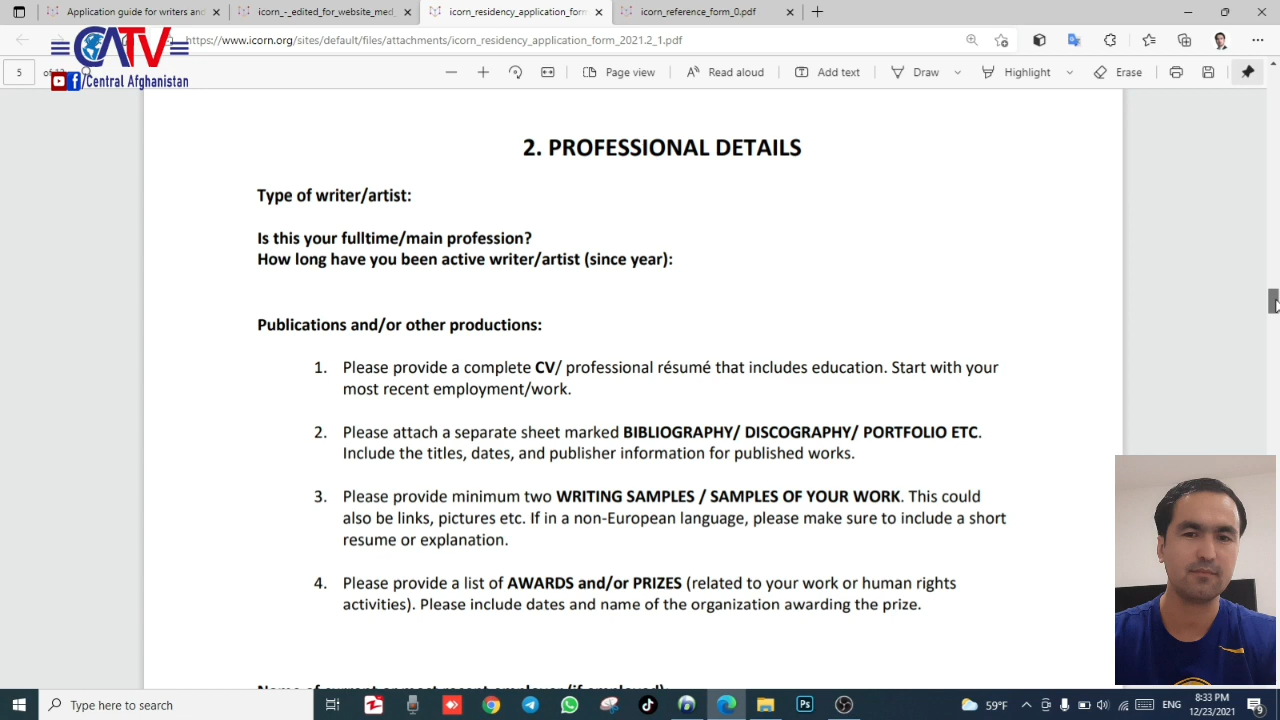 Application guide for writers
icorn_-_edited_for_website_med
icorn_residency_application_form
icorn_reference_form_0.pdf
CATV
https://www.icorn.org/sites/default/files/attachments/icorn_residency_application_form_2021.2_1.pdf
/Central Afghanistan
5
Page view
Read aloud
Add text
Draw
Highlight
Erase
2. PROFESSIONAL DETAILS
Type of writer/artist:
Is this your fulltime/main profession?
How long have you been active writer/artist (since year):
Publications and/or other productions:
1. Please provide a complete CV/ professional résumé that includes education. Start with your
most recent employment/work.
2. Please attach a separate sheet marked BIBLIOGRAPHY/ DISCOGRAPHY/ PORTFOLIO ETC.
Include the titles, dates, and publisher information for published works.
3. Please provide minimum two WRITING SAMPLES / SAMPLES OF YOUR WORK. This could
also be links, pictures etc. If in a non-European language, please make sure to include a short
resume or explanation.
4. Please provide a list of AWARDS and/or PRIZES (related to your work or human rights
activities). Please include dates and name of the organization awarding the prize.
Type here to search
59°F
ENG
8:33 PM
12/23/2021